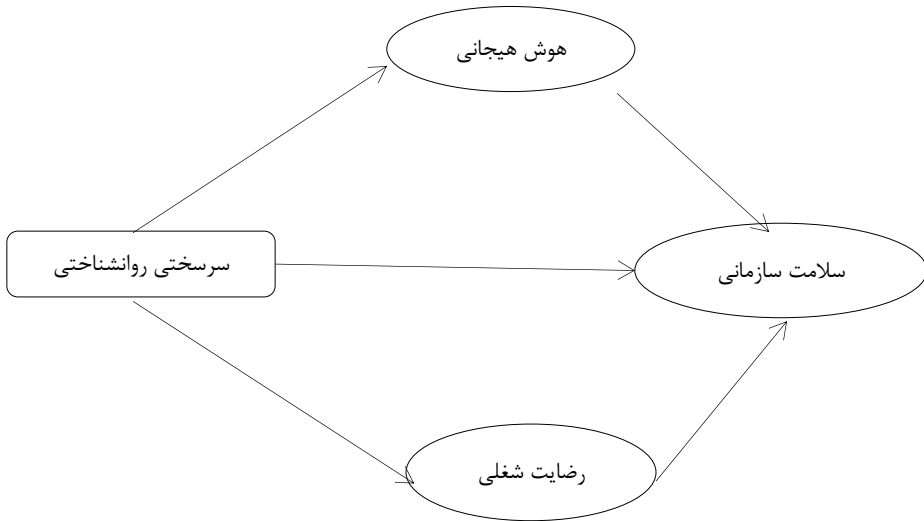 هوش هیجانی
سرسختی روانشناختی
سلامت سازمانی
رضایت شغلی